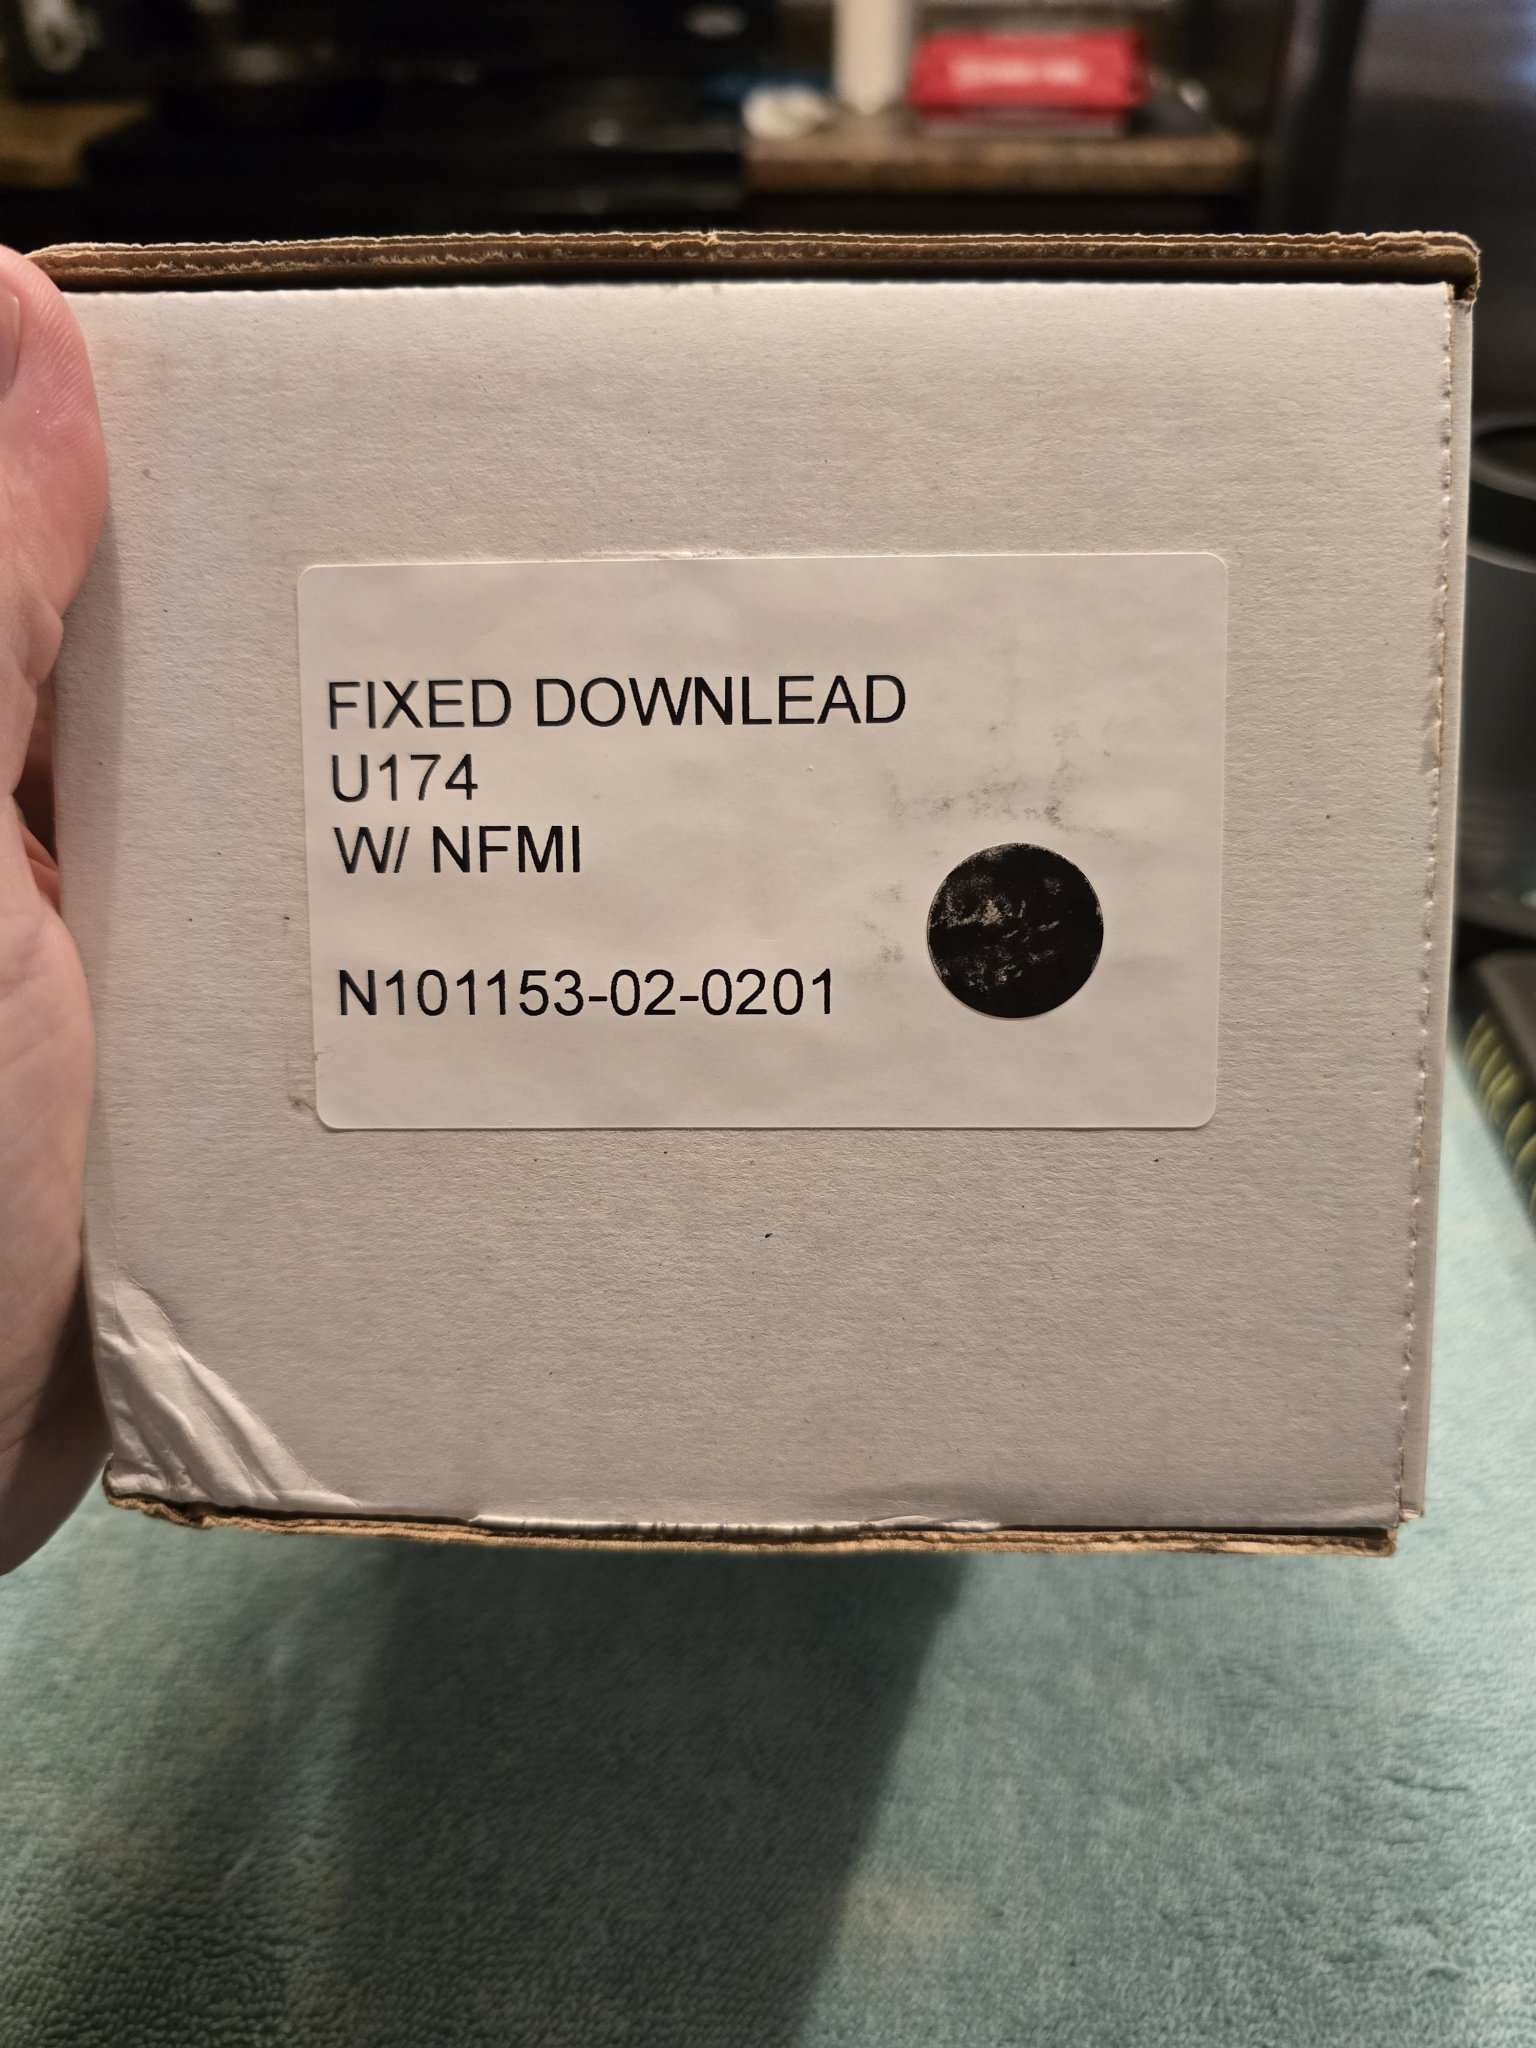 FIXED DOWNLEAD
U174
W/ NFMI
N101153-02-0201